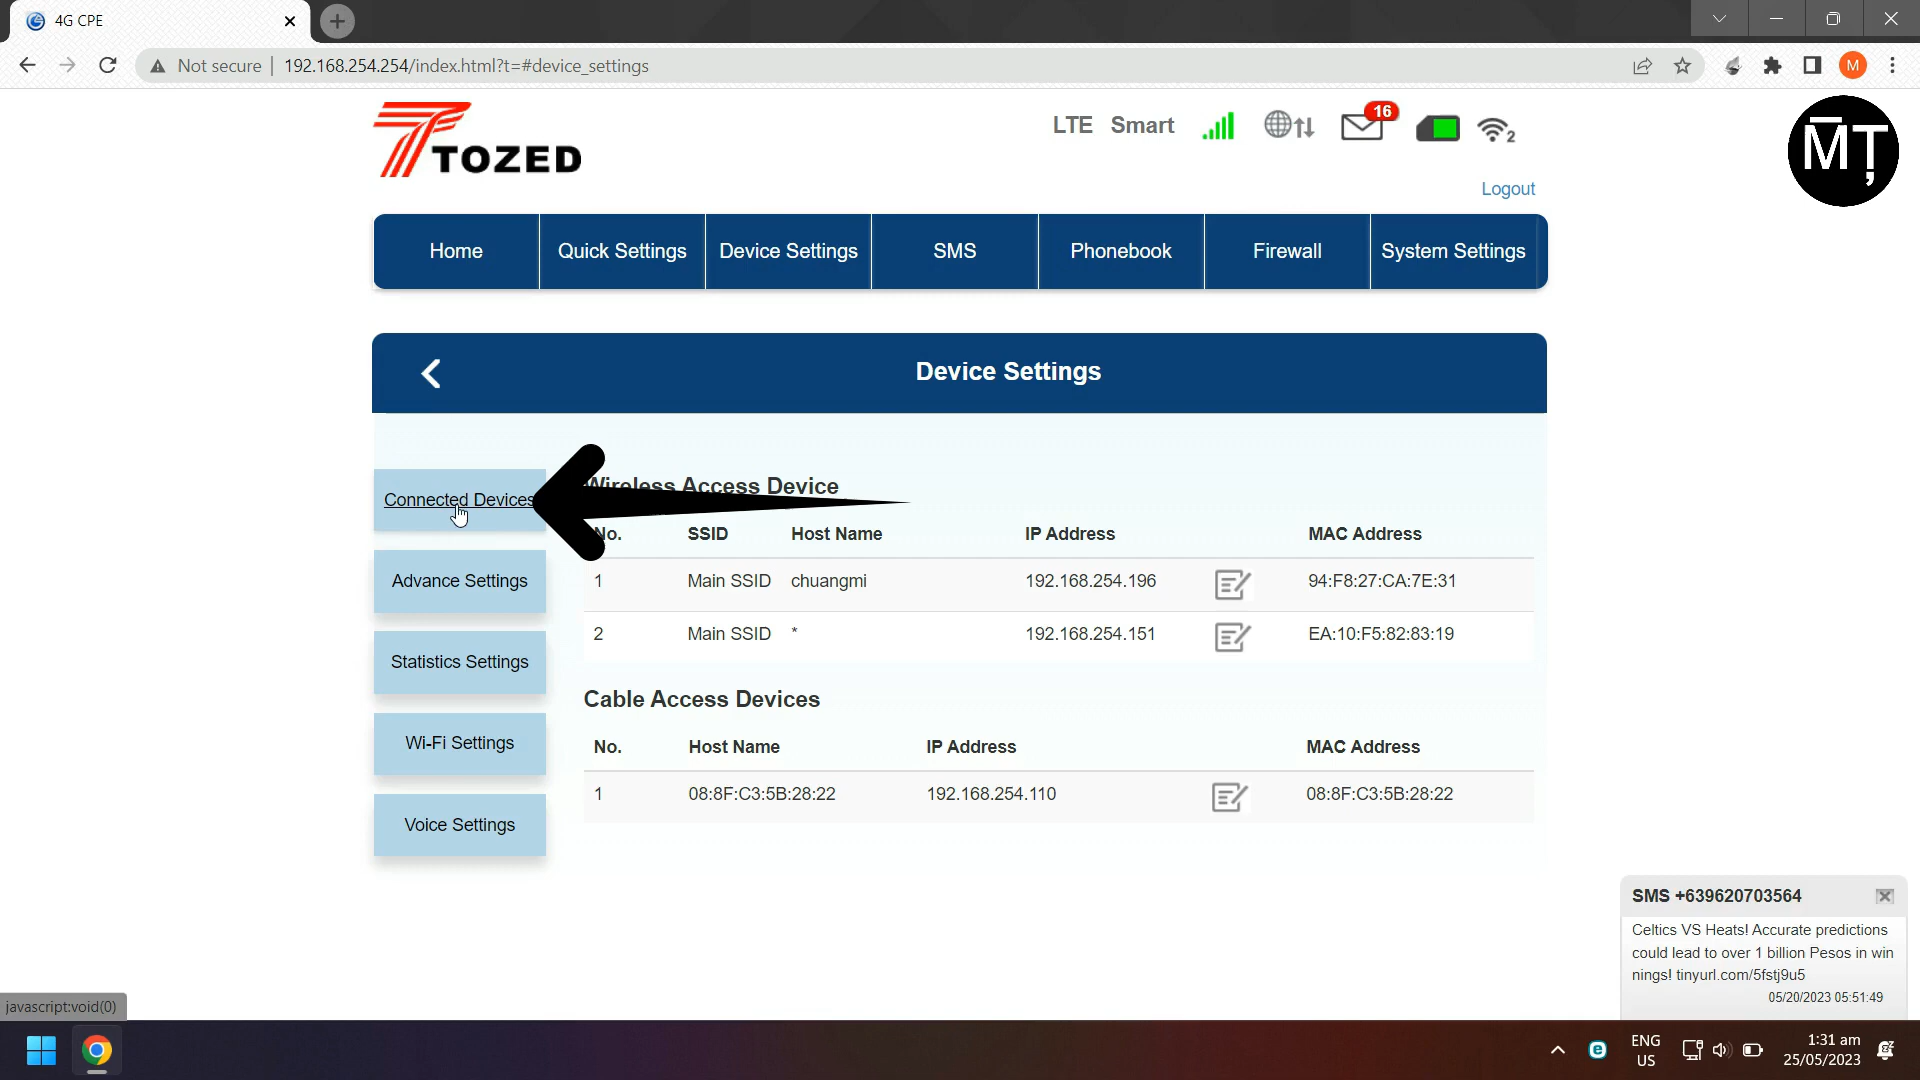 4G CPE
Not secure 192.168.254.254/index.html?t=#device_settings
M
TOZED
LTE Smart 16 2
M̄Ț
Logout
Home Quick Settings Device Settings SMS Phonebook Firewall System Settings
Device Settings
Connected Devices
Advance Settings
Statistics Settings
Wi-Fi Settings
Voice Settings
Wireless Access Device
No. SSID Host Name IP Address MAC Address
1 Main SSID chuangmi 192.168.254.196 94:F8:27:CA:7E:31
2 Main SSID * 192.168.254.151 EA:10:F5:82:83:19
Cable Access Devices
No. Host Name IP Address MAC Address
1 08:8F:C3:5B:28:22 192.168.254.110 08:8F:C3:5B:28:22
SMS +639620703564
Celtics VS Heats! Accurate predictions
could lead to over 1 billion Pesos in win
nings! tinyurl.com/5fstj9u5
05/20/2023 05:51:49
javascript:void(0)
ENG
US
1:31 am
25/05/2023